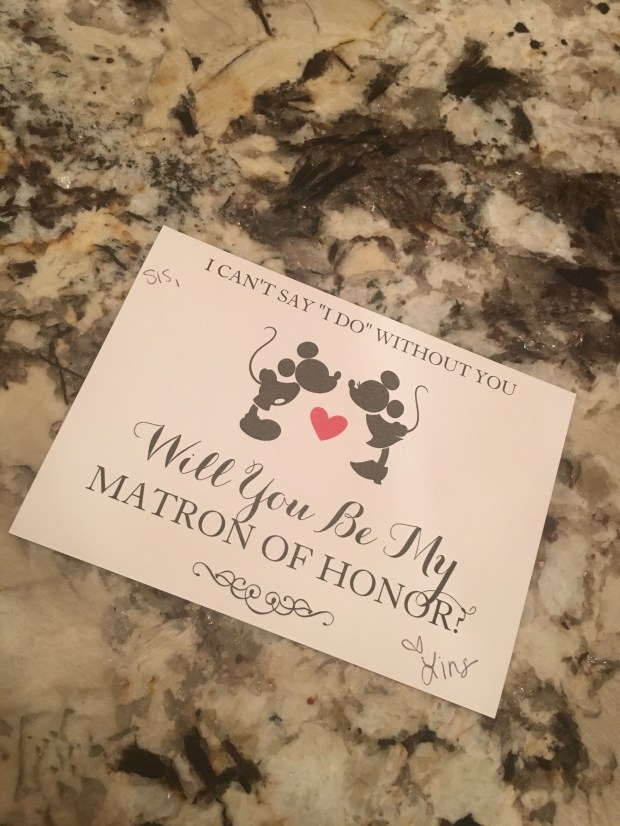 sis,
I CAN'T SAY "I DO" WITHOUT YOU
Will You Be My
MATRON OF HONOR?
♡ Lins